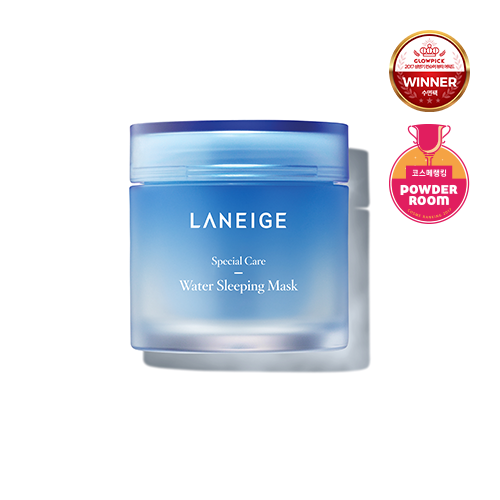 GLOWPICK
WINNER
수면팩
코스메랭킹
POWDER
ROOM
LANEIGE
Special Care
Water Sleeping Mask